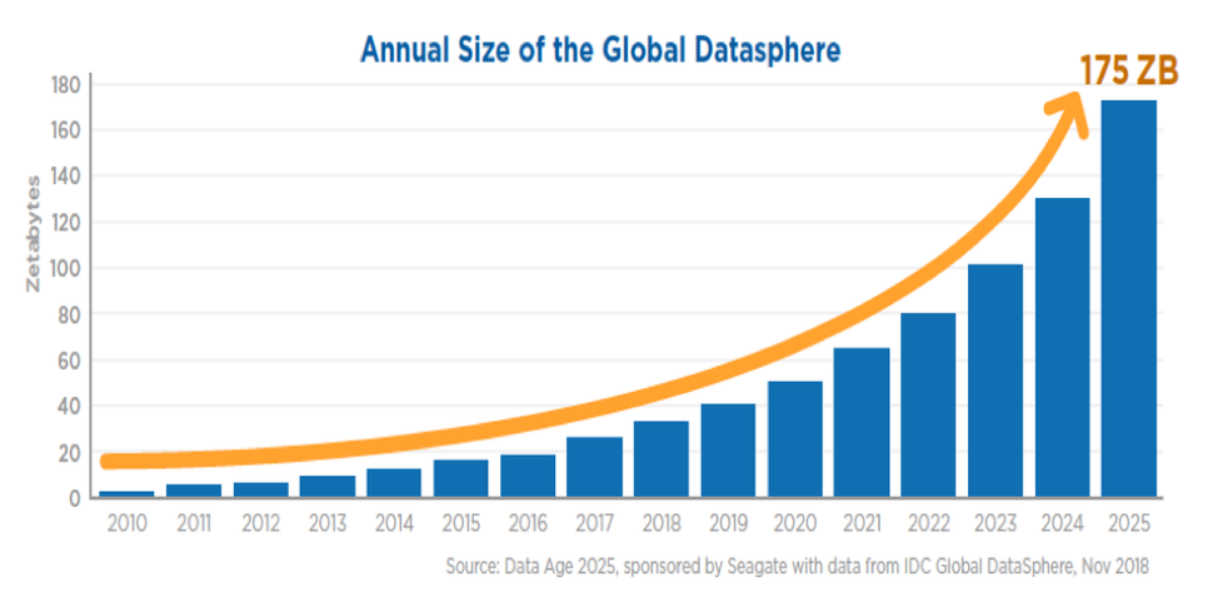 Annual Size of the Global Datasphere
175 ZB
180
160
140
120
100
80
60
40
20
0
Zetabytes
2010 2011 2012 2013 2014 2015 2016 2017 2018 2019 2020 2021 2022 2023 2024 2025
Source: Data Age 2025, sponsored by Seagate with data from IDC Global DataSphere, Nov 2018